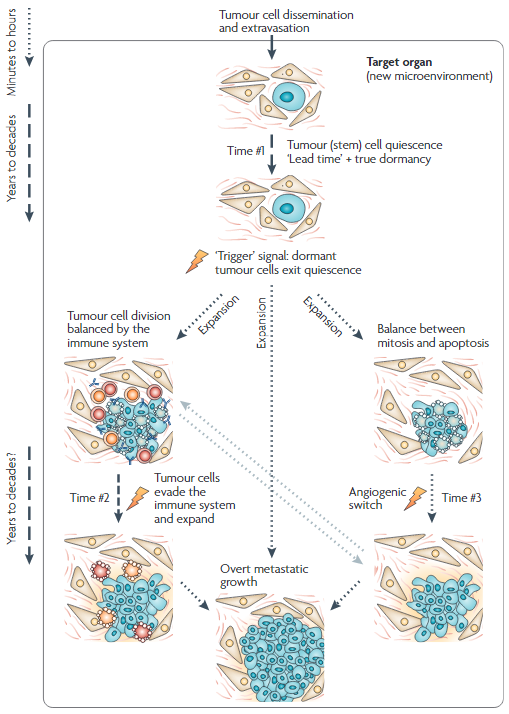 Tumour cell dissemination
and extravasation
Minutes to hours
Target organ
(new microenvironment)
Years to decades
Time #1
Tumour (stem) cell quiescence
'Lead time' + true dormancy
'Trigger' signal: dormant
tumour cells exit quiescence
Expansion
Expansion
Expansion
Tumour cell division
balanced by the
immune system
Balance between
mitosis and apoptosis
Years to decades?
Time #2
Tumour cells
evade the
immune system
and expand
Angiogenic
switch
Time #3
Overt metastatic
growth